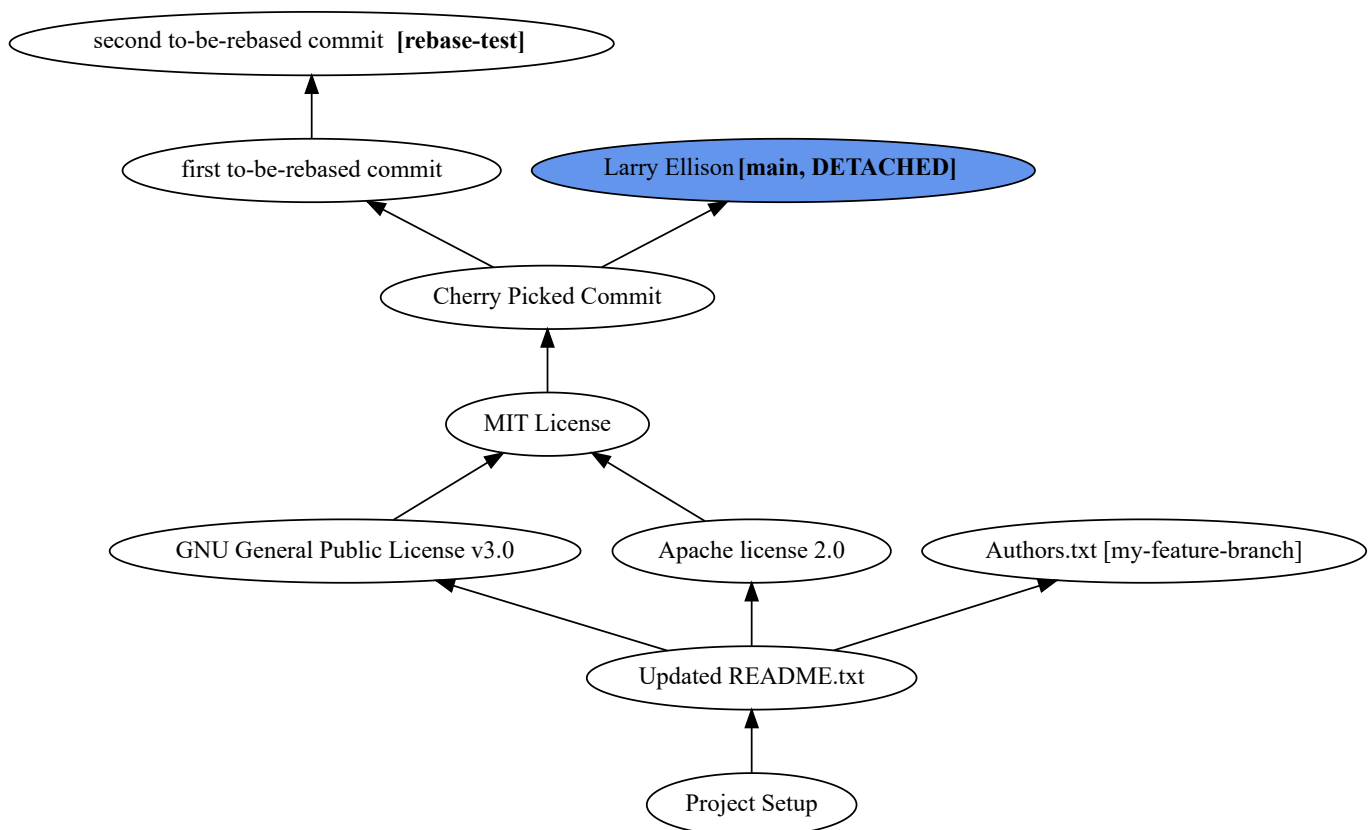 second to-be-rebased commit [rebase-test]
first to-be-rebased commit
Larry Ellison [main, DETACHED]
Cherry Picked Commit
MIT License
GNU General Public License v3.0
Apache license 2.0
Authors.txt [my-feature-branch]
Updated README.txt
Project Setup